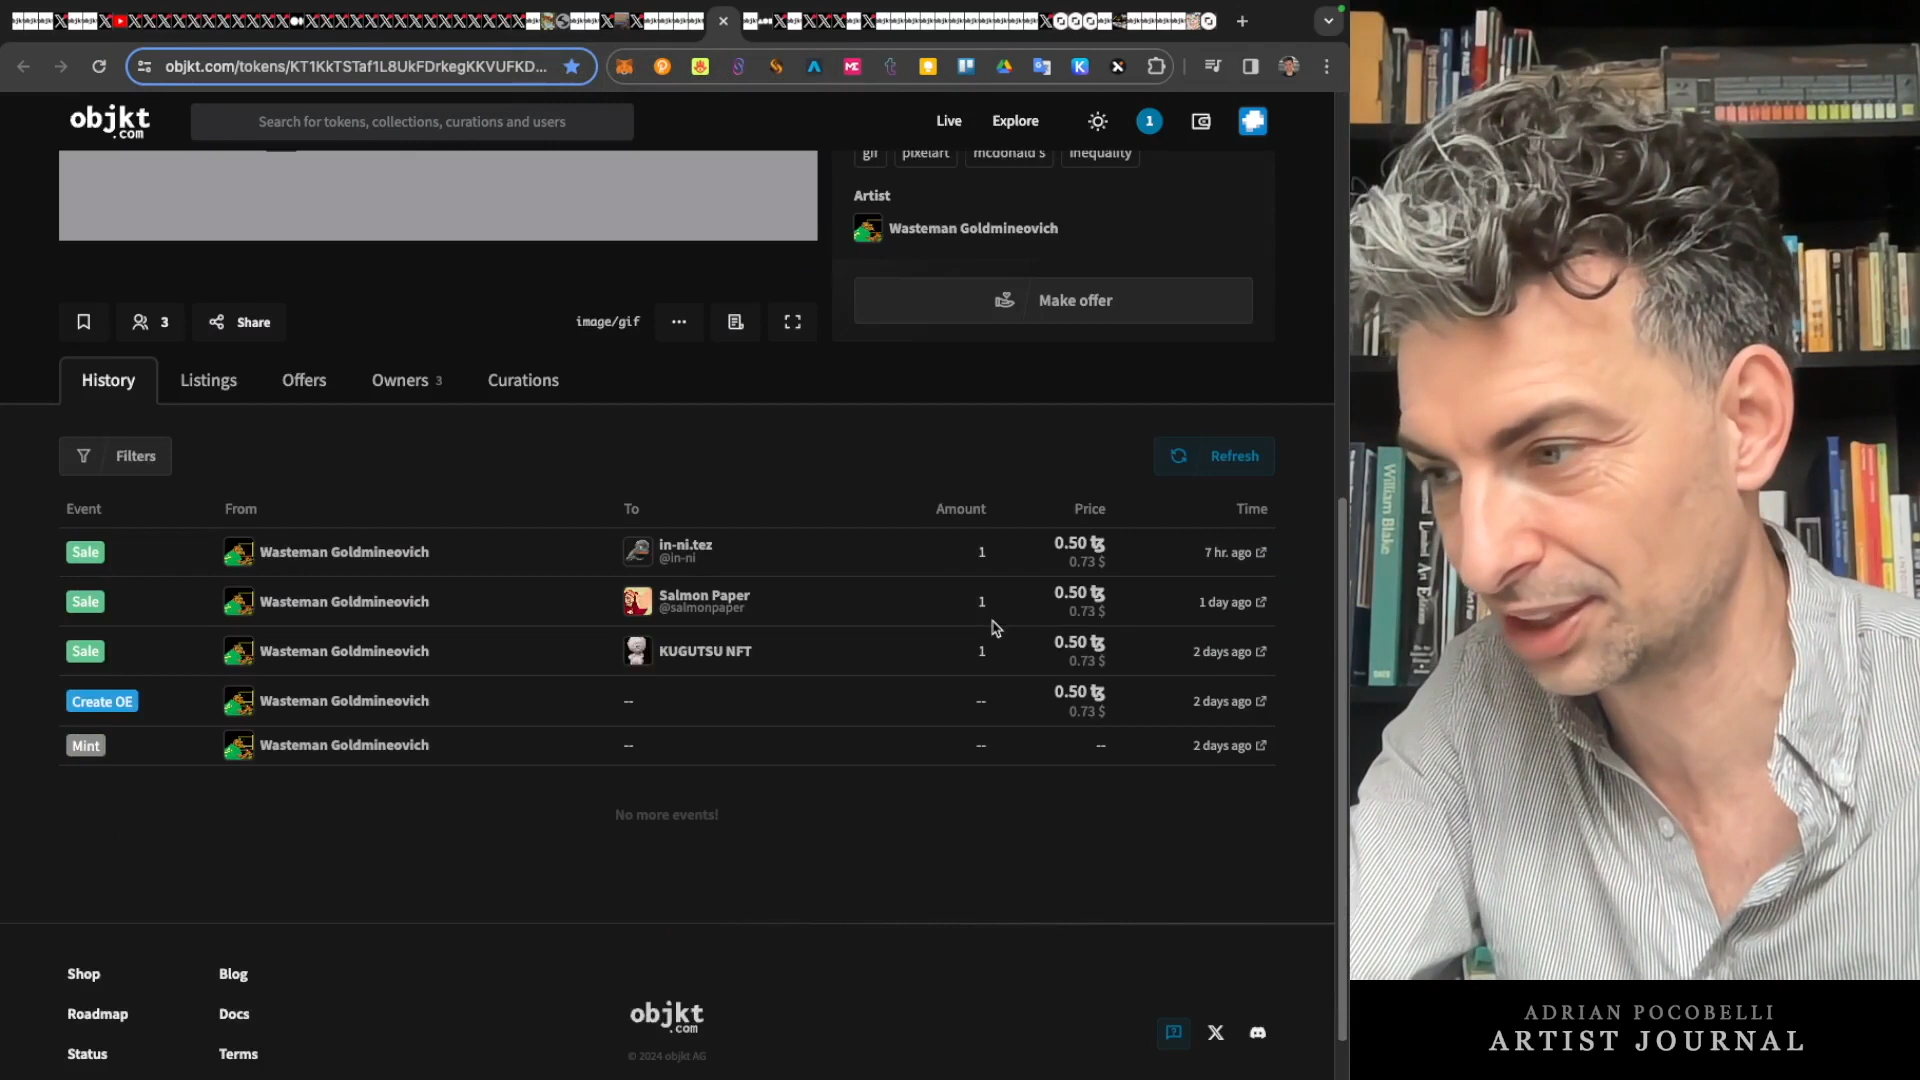 objkt.com/tokens/KT1KkTSTaf1L8UkFDrkegKKVUFKD...
objkt
.com
Search for tokens, collections, curations and users
Live
Explore
1
gif
pixelart
mcdonald's
inequality
Artist
Wasteman Goldmineovich
Make offer
3
Share
image/gif
History
Listings
Offers
Owners 3
Curations
Filters
Refresh
Event From To Amount Price Time
Sale Wasteman Goldmineovich in-ni.tez @in-ni 1 0.50 ꜩ 0.73 $ 7 hr. ago
Sale Wasteman Goldmineovich Salmon Paper @salmonpaper 1 0.50 ꜩ 0.73 $ 1 day ago
Sale Wasteman Goldmineovich KUGUTSU NFT 1 0.50 ꜩ 0.73 $ 2 days ago
Create OE Wasteman Goldmineovich -- -- 0.50 ꜩ 0.73 $ 2 days ago
Mint Wasteman Goldmineovich -- -- -- 2 days ago
No more events!
Shop Blog
Roadmap Docs
Status Terms
objkt
.com
© 2024 objkt AG
William Blake
ADRIAN POCOBELLI
ARTIST JOURNAL